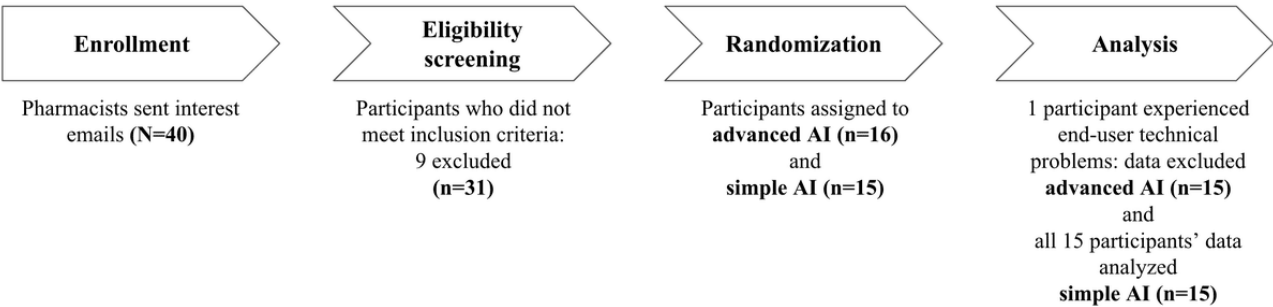 Enrollment
Pharmacists sent interest
emails (N=40)
Eligibility
screening
Participants who did not
meet inclusion criteria:
9 excluded
(n=31)
Randomization
Participants assigned to
advanced AI (n=16)
and
simple AI (n=15)
Analysis
1 participant experienced
end-user technical
problems: data excluded
advanced AI (n=15)
and
all 15 participants’ data
analyzed
simple AI (n=15)